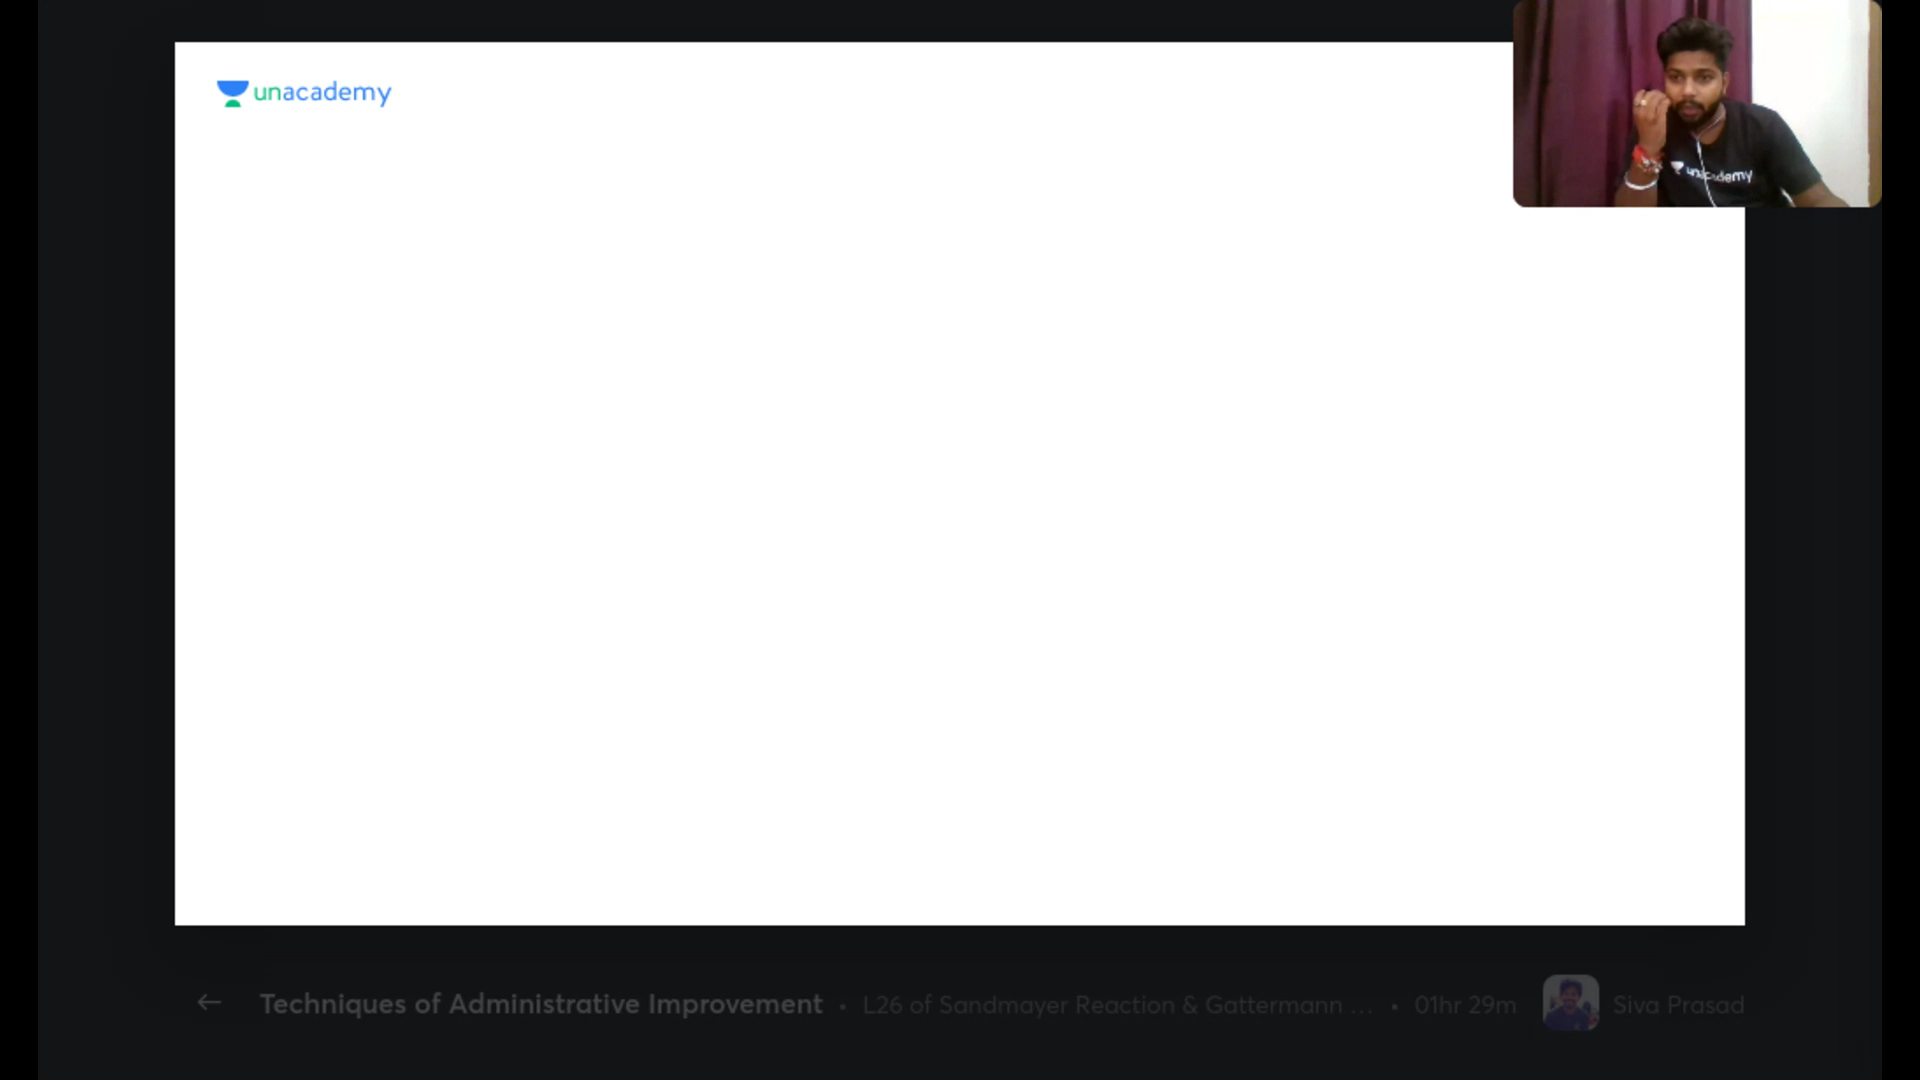 unacademy
unacademy
← Techniques of Administrative Improvement • L26 of Sandmayer Reaction & Gattermann ... • 01hr 29m Siva Prasad